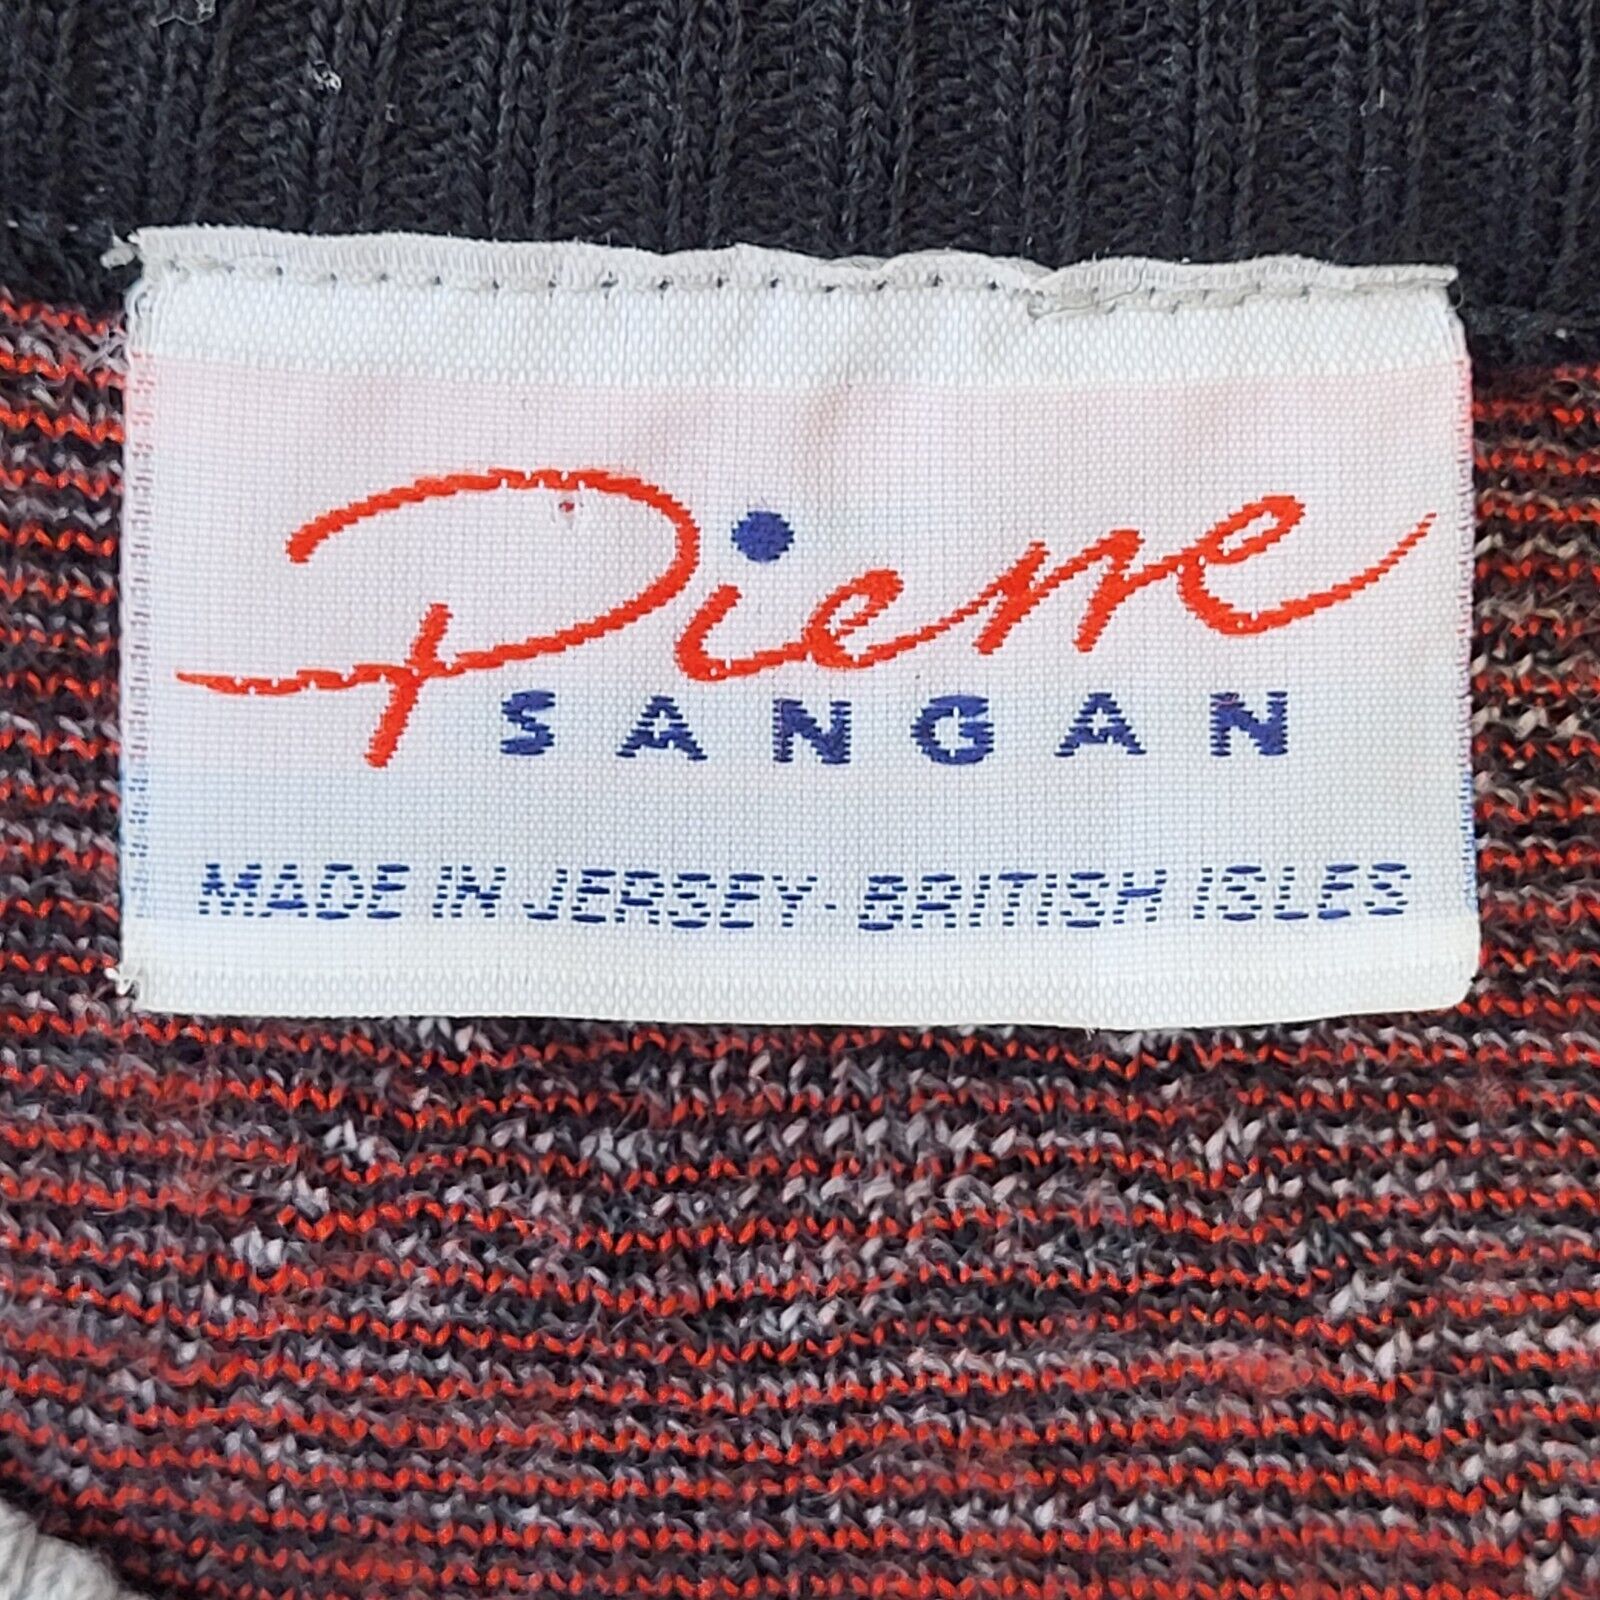 Pierre
SANGAN
MADE IN JERSEY-BRITISH ISLES